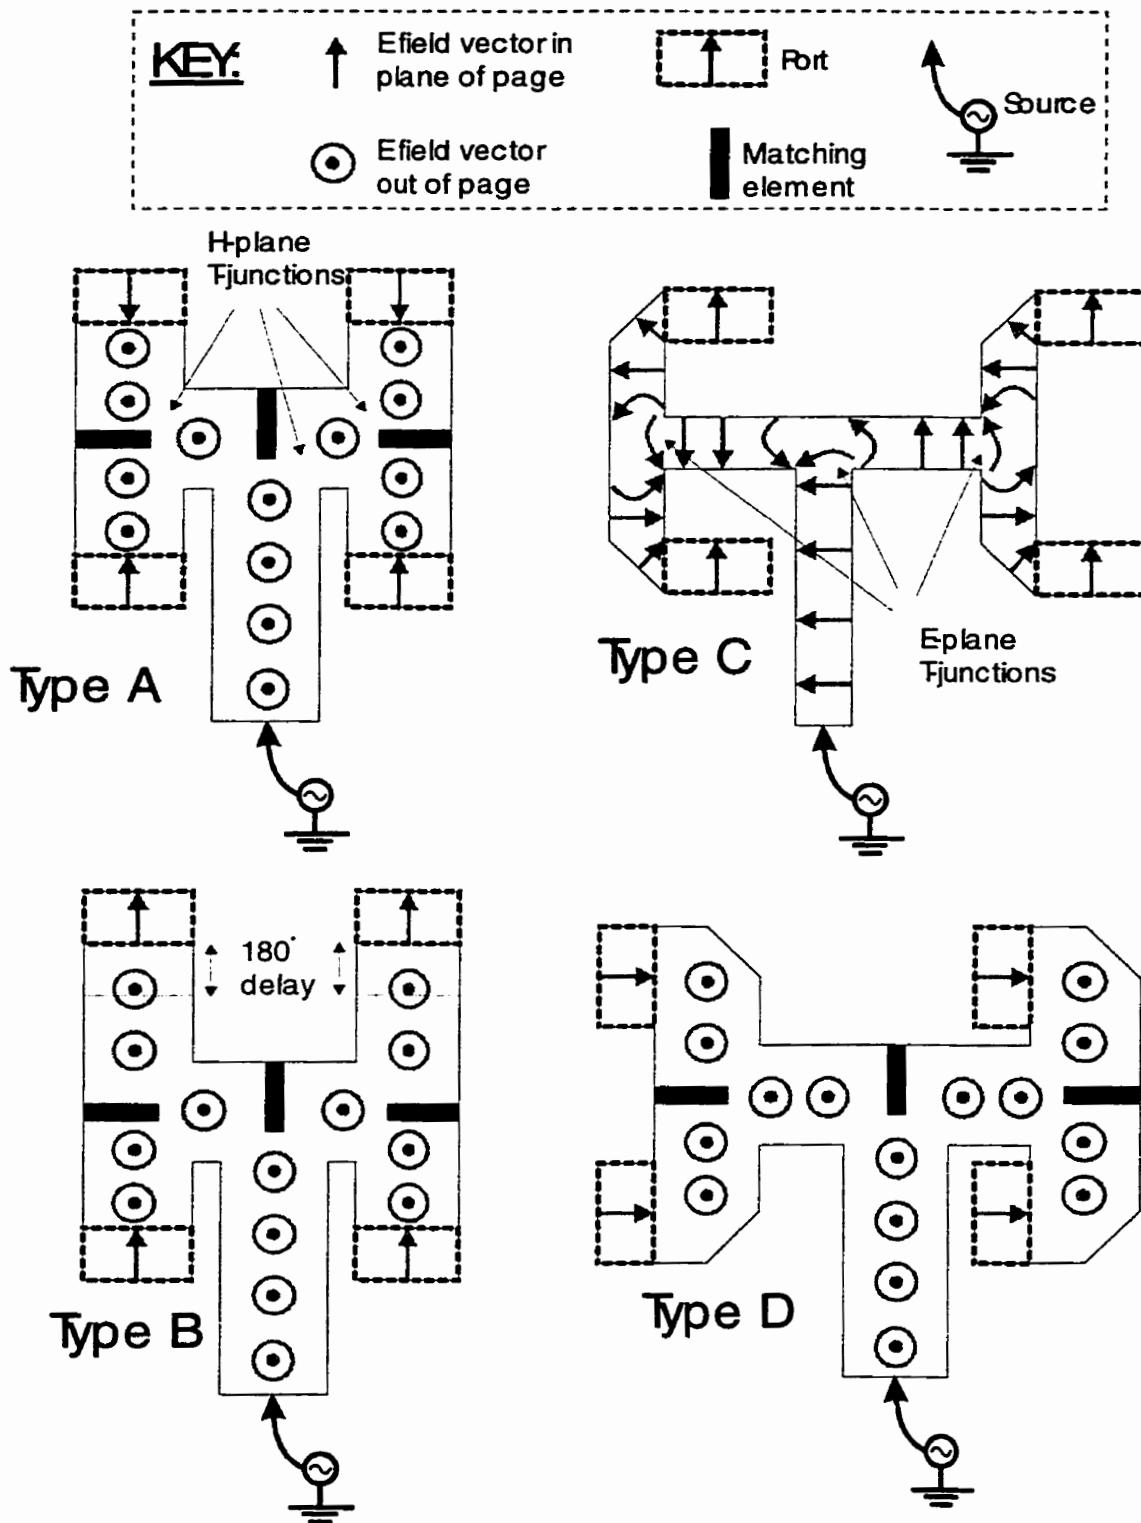 KEY:
Efield vector in
plane of page
Port
Source
Efield vector
out of page
Matching
element
H-plane
T-junctions
Type A
E-plane
T-junctions
Type C
180°
delay
Type B
Type D